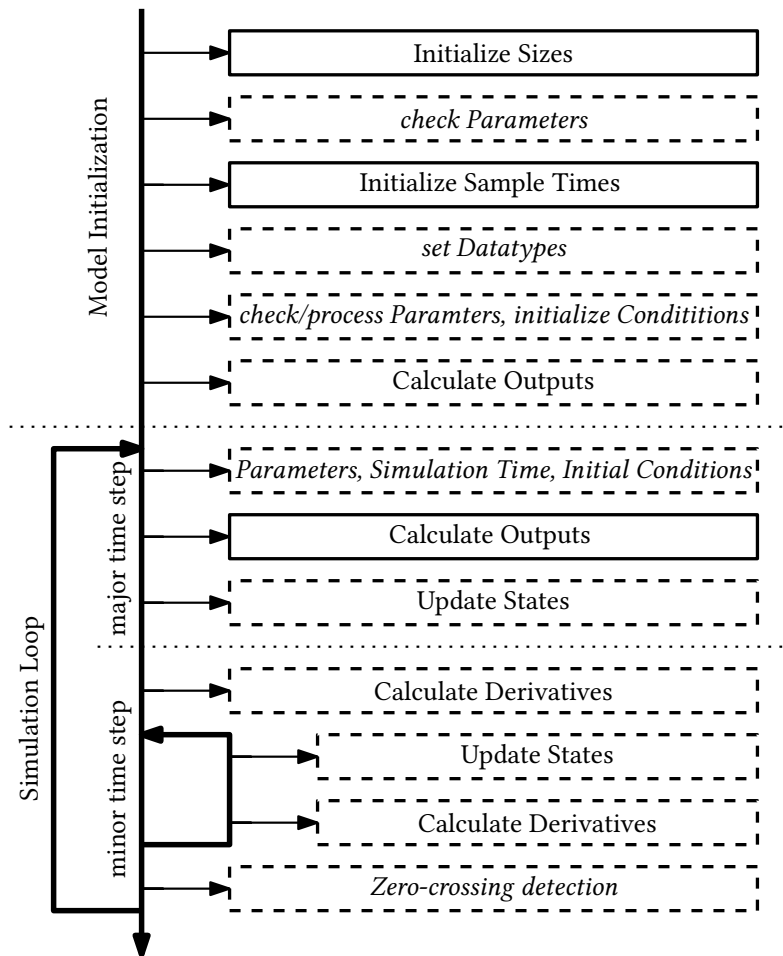 Model Initialization
Initialize Sizes
check Parameters
Initialize Sample Times
set Datatypes
check/process Paramters, initialize Condititions
Calculate Outputs
Simulation Loop
major time step
Parameters, Simulation Time, Initial Conditions
Calculate Outputs
Update States
minor time step
Calculate Derivatives
Update States
Calculate Derivatives
Zero-crossing detection